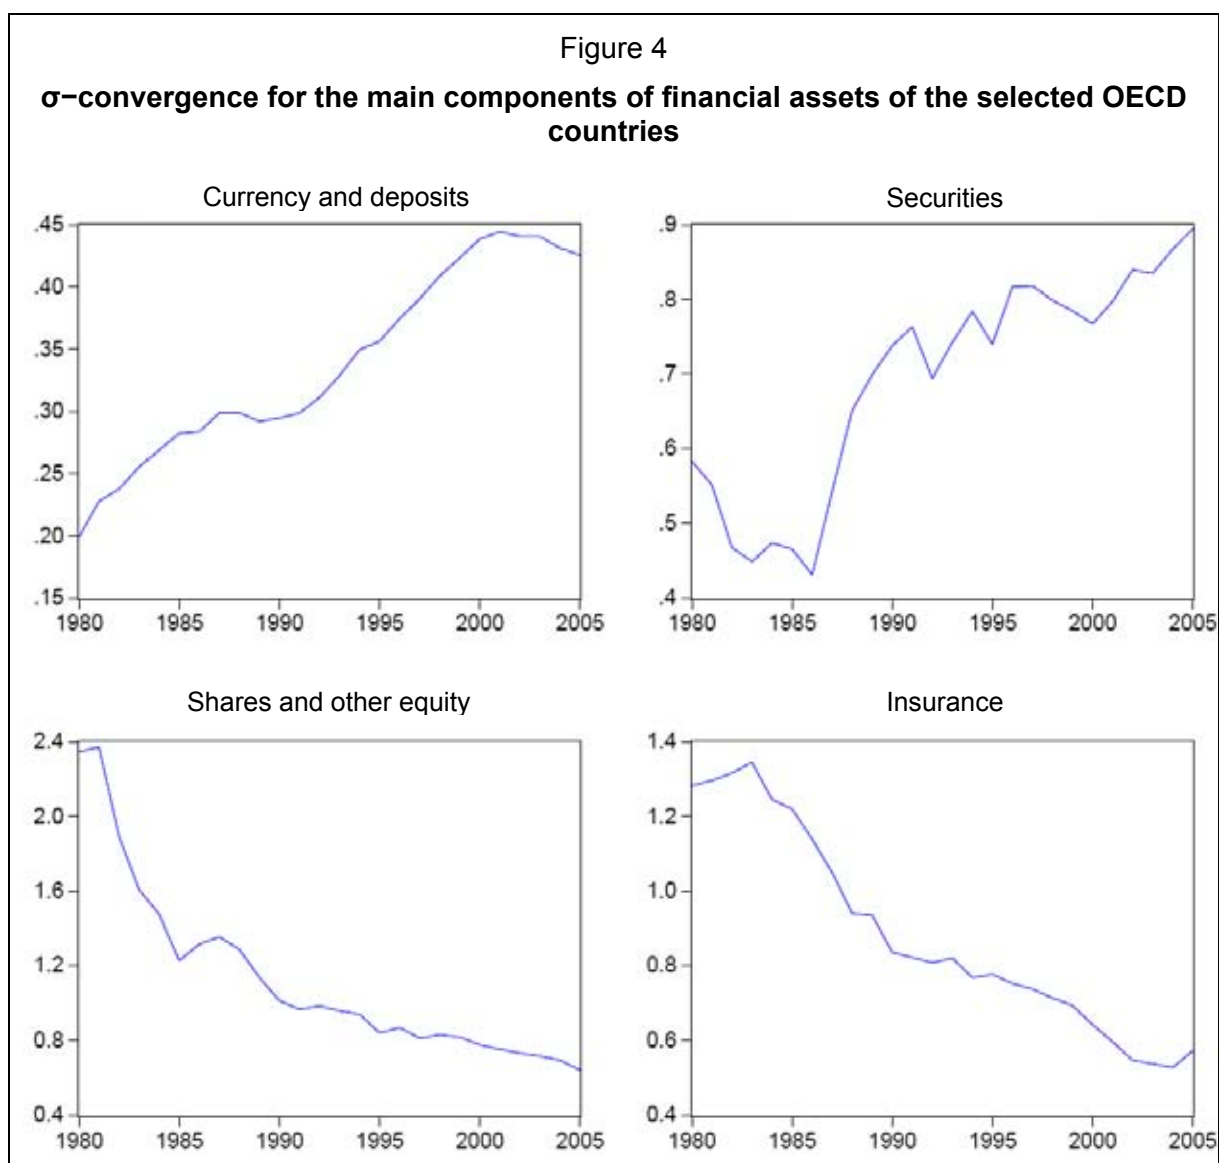 Figure 4
σ−convergence for the main components of financial assets of the selected OECD
countries
Currency and deposits
.45
.40
.35
.30
.25
.20
.15
1980 1985 1990 1995 2000 2005
Securities
.9
.8
.7
.6
.5
.4
1980 1985 1990 1995 2000 2005
Shares and other equity
2.4
2.0
1.6
1.2
0.8
0.4
1980 1985 1990 1995 2000 2005
Insurance
1.4
1.2
1.0
0.8
0.6
0.4
1980 1985 1990 1995 2000 2005